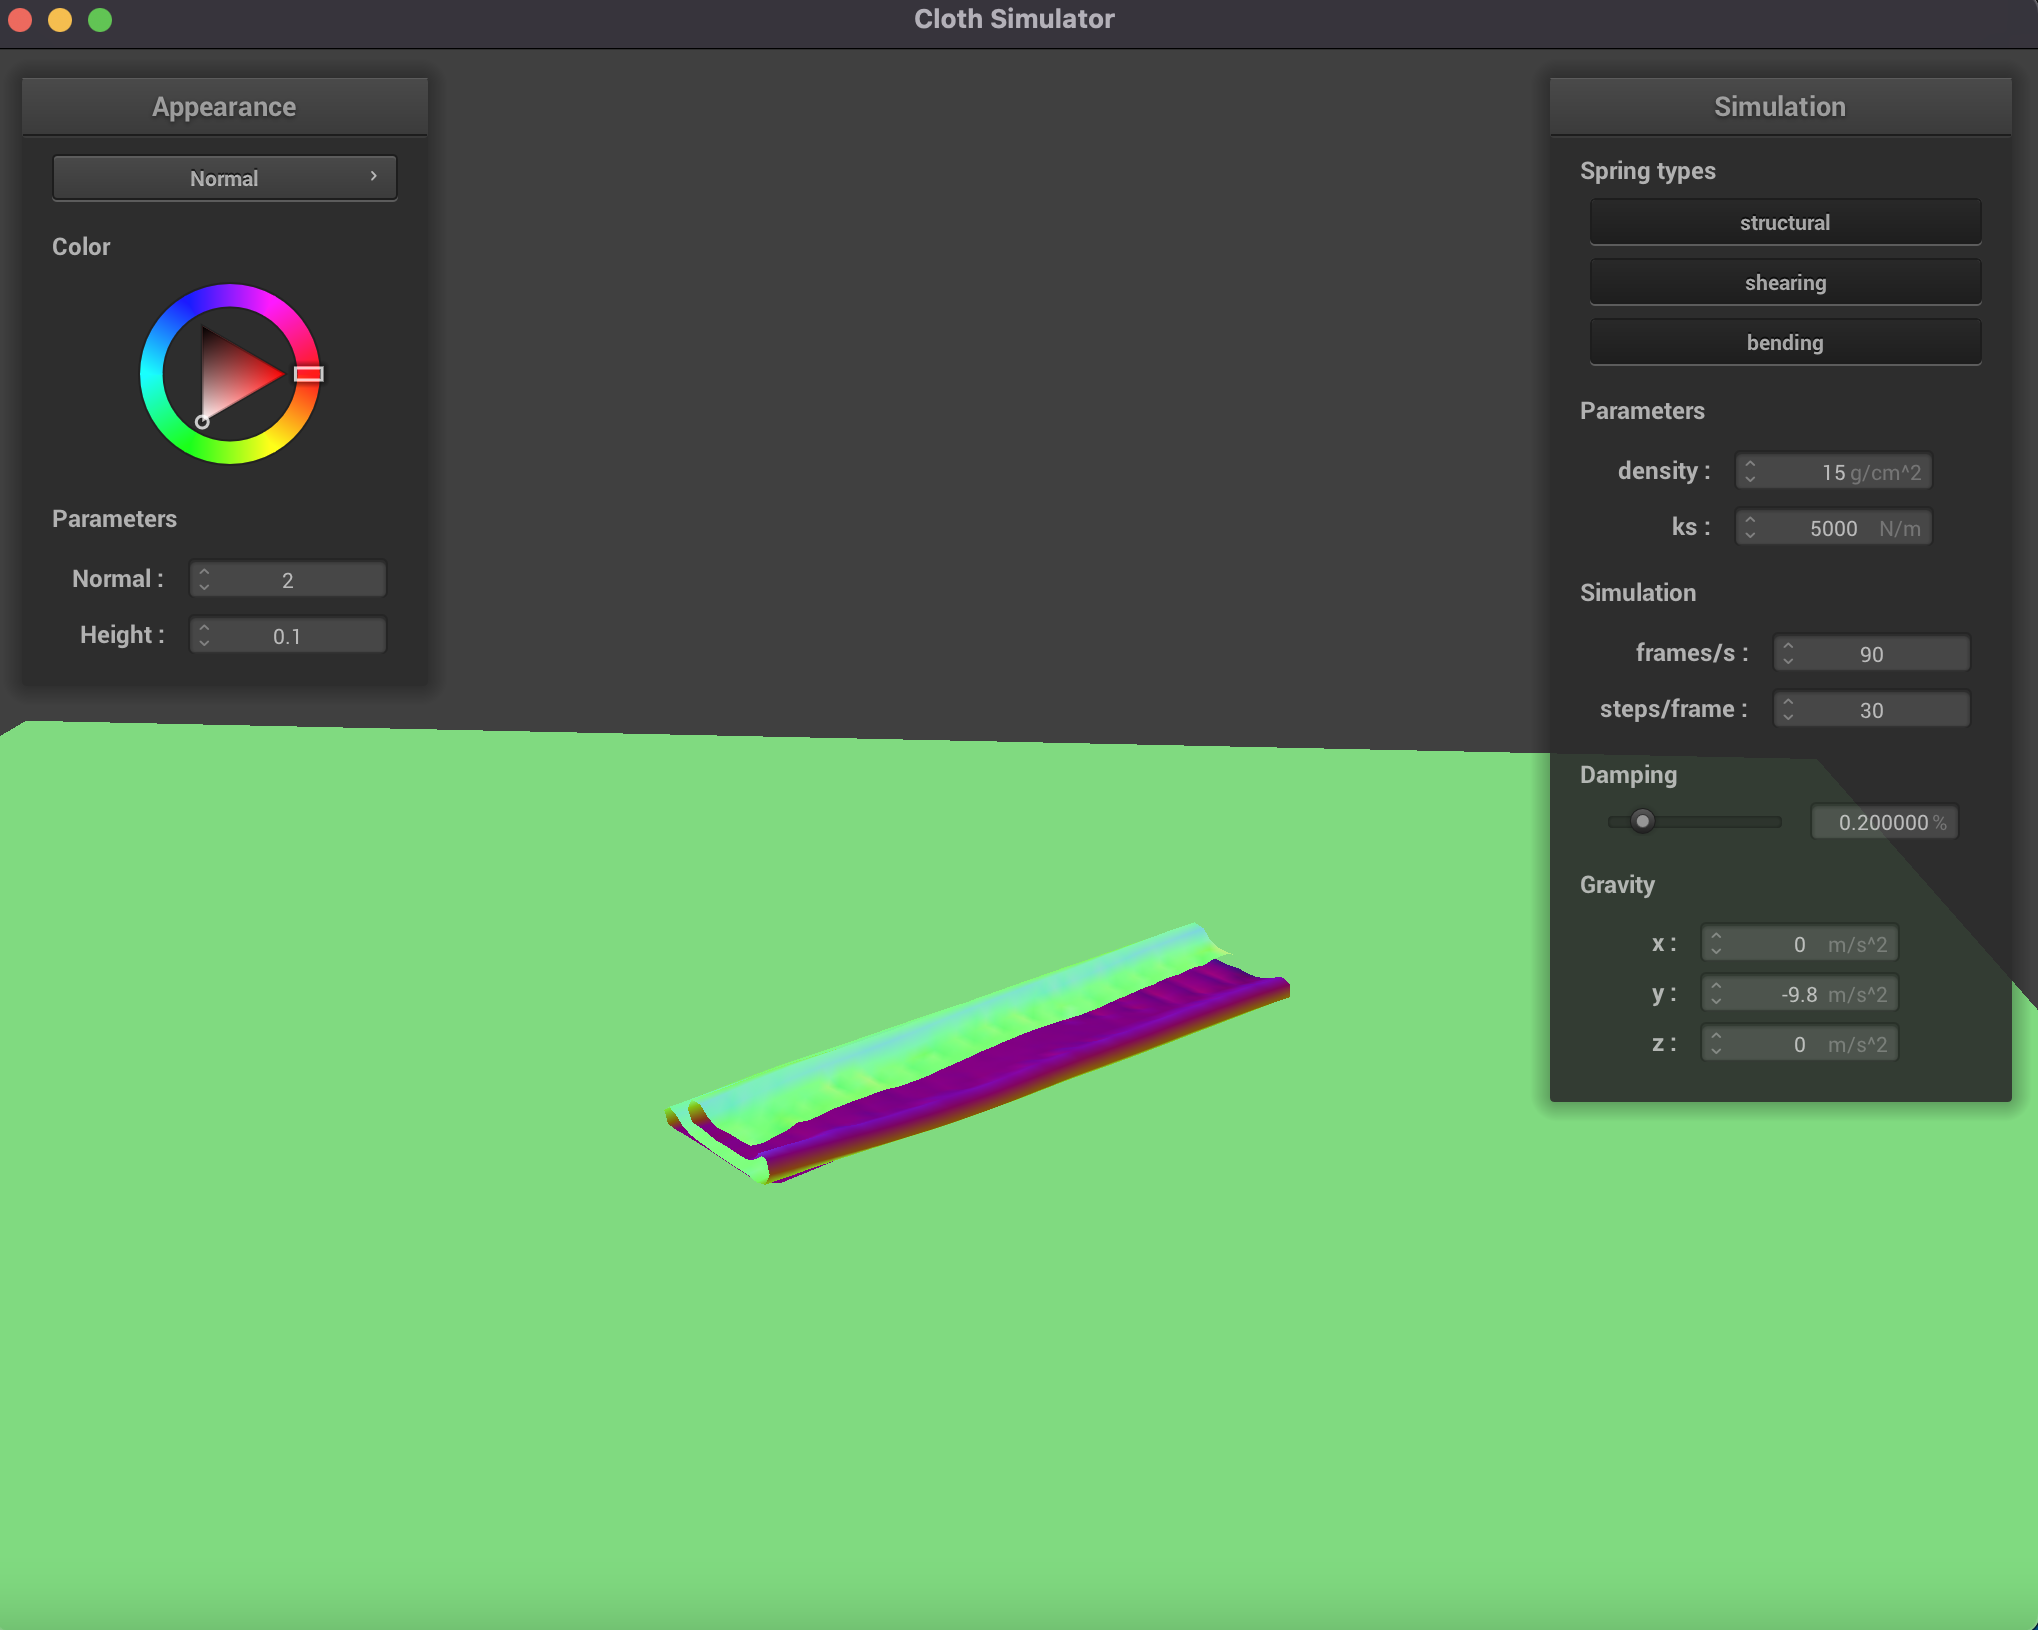 Cloth Simulator
Appearance
Normal
Color
Parameters
Normal : 2
Height : 0.1
Simulation
Spring types
structural
shearing
bending
Parameters
density : 15 g/cm^2
ks : 5000 N/m
Simulation
frames/s : 90
steps/frame : 30
Damping
0.200000 %
Gravity
x : 0 m/s^2
y : -9.8 m/s^2
z : 0 m/s^2